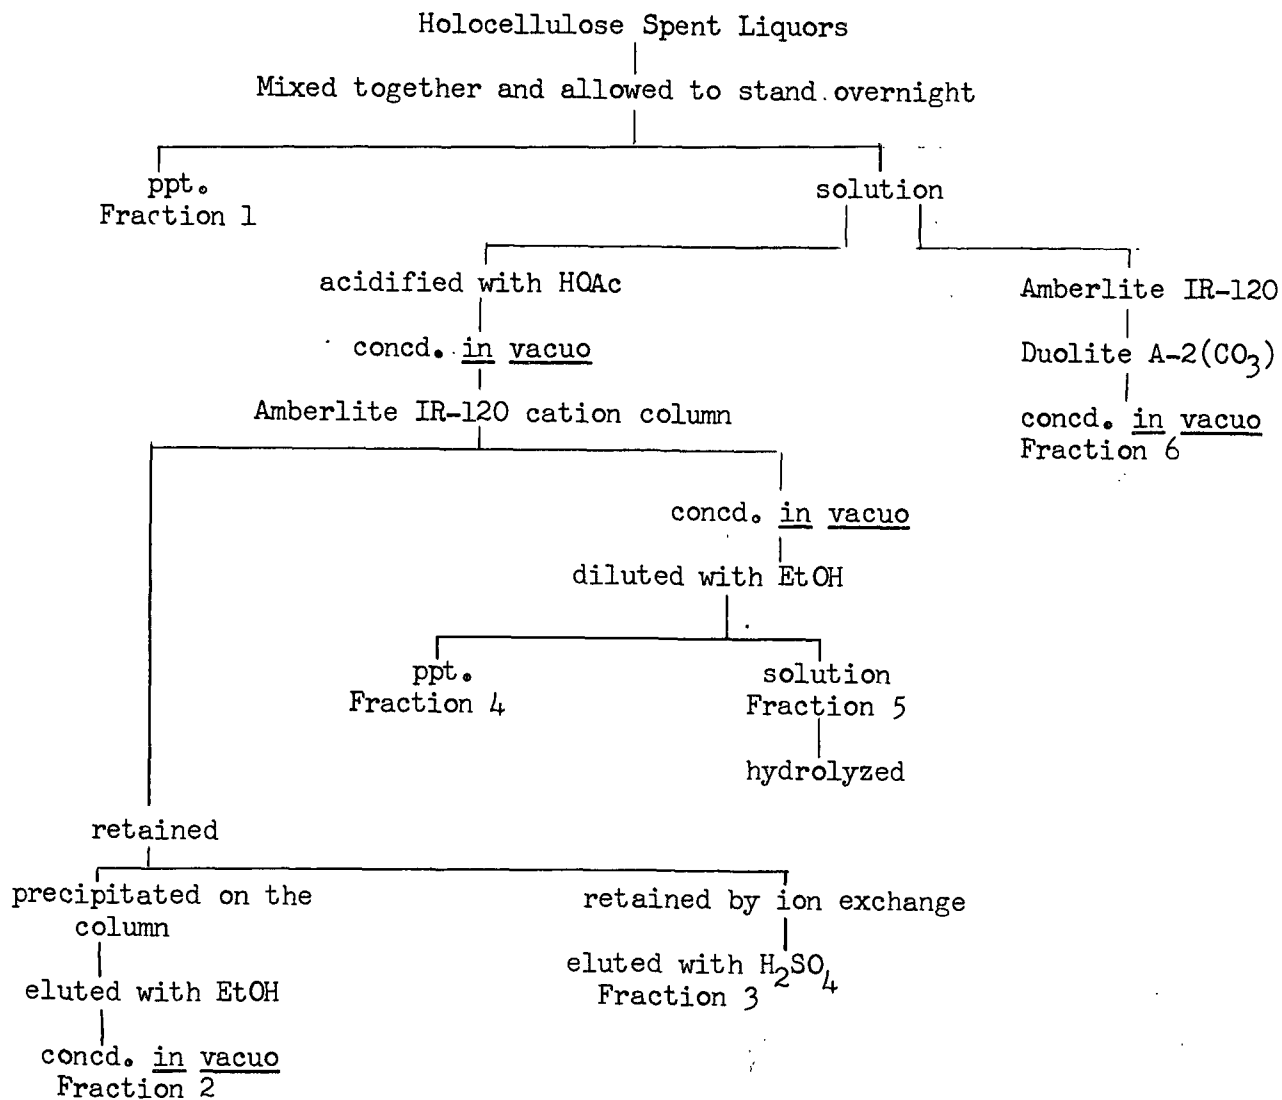 Holocellulose Spent Liquors
Mixed together and allowed to stand overnight
ppt.
Fraction 1
solution
acidified with HOAc
concd. in vacuo
Amberlite IR-120 cation column
Amberlite IR-120
Duolite A-2(CO3)
concd. in vacuo
Fraction 6
concd. in vacuo
diluted with EtOH
ppt.
Fraction 4
solution
Fraction 5
hydrolyzed
retained
precipitated on the
column
eluted with EtOH
concd. in vacuo
Fraction 2
retained by ion exchange
eluted with H2SO4
Fraction 3